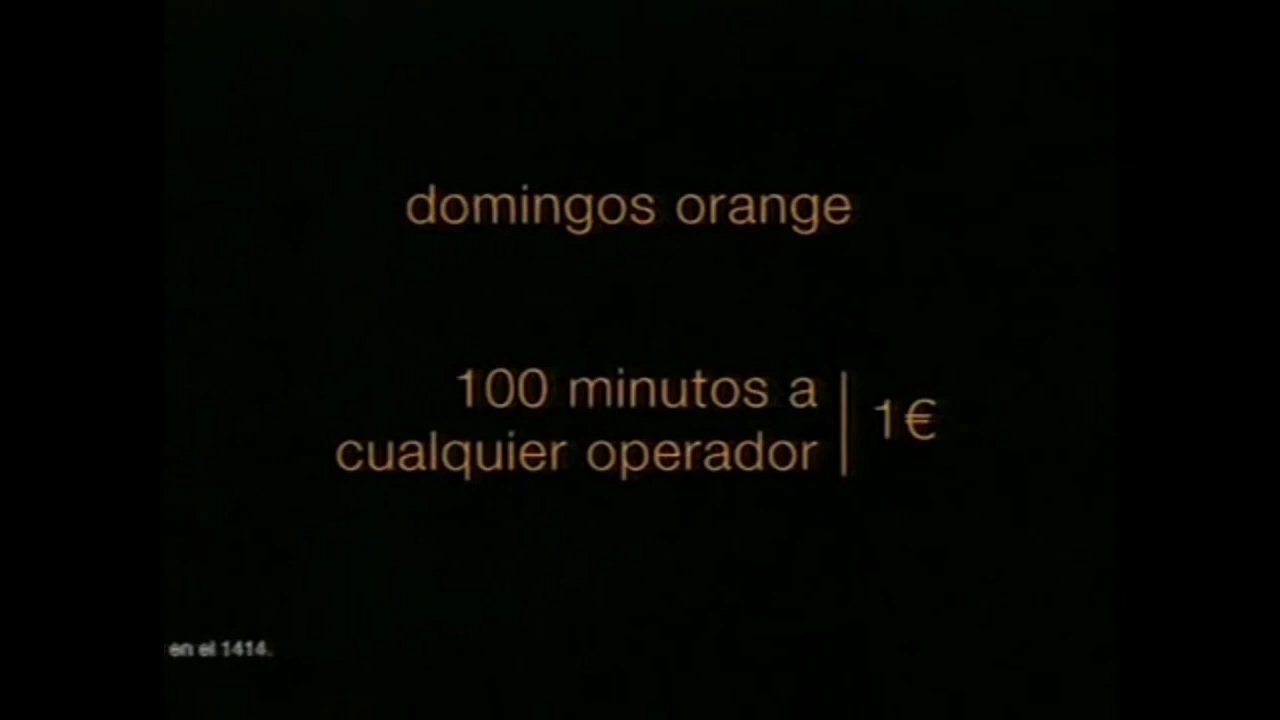 domingos orange
100 minutos a
cualquier operador
1€
en el 1414.